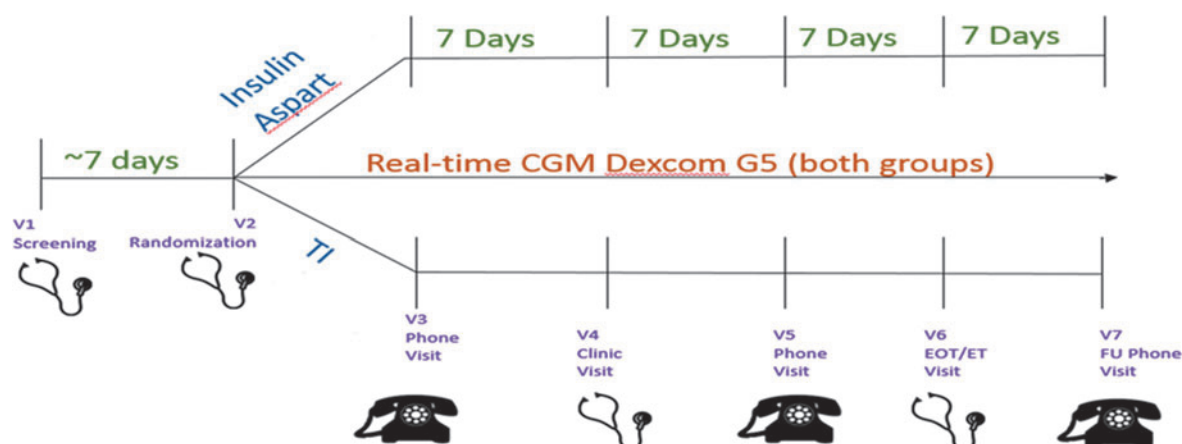 7 Days
7 Days
7 Days
7 Days
Insulin
Aspart
~7 days
Real-time CGM Dexcom G5 (both groups)
V1
Screening
V2
Randomization
TI
V3
Phone
Visit
V4
Clinic
Visit
V5
Phone
Visit
V6
EOT/ET
Visit
V7
FU Phone
Visit